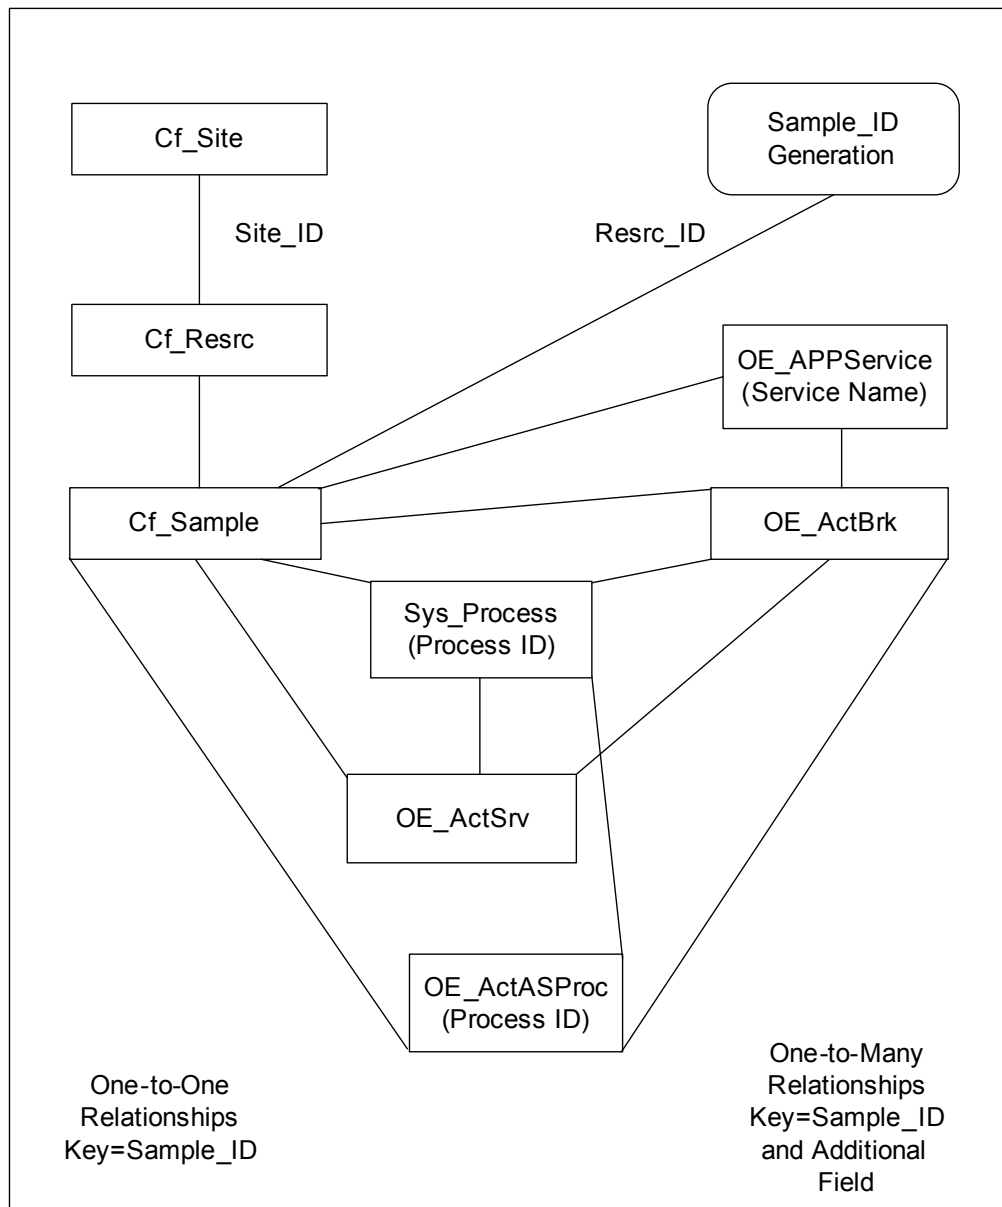 Cf_Site
Sample_ID
Generation
Site_ID
Resrc_ID
Cf_Resrc
OE_APPService
(Service Name)
Cf_Sample
OE_ActBrk
Sys_Process
(Process ID)
OE_ActSrv
OE_ActASProc
(Process ID)
One-to-One
Relationships
Key=Sample_ID
One-to-Many
Relationships
Key=Sample_ID
and Additional
Field